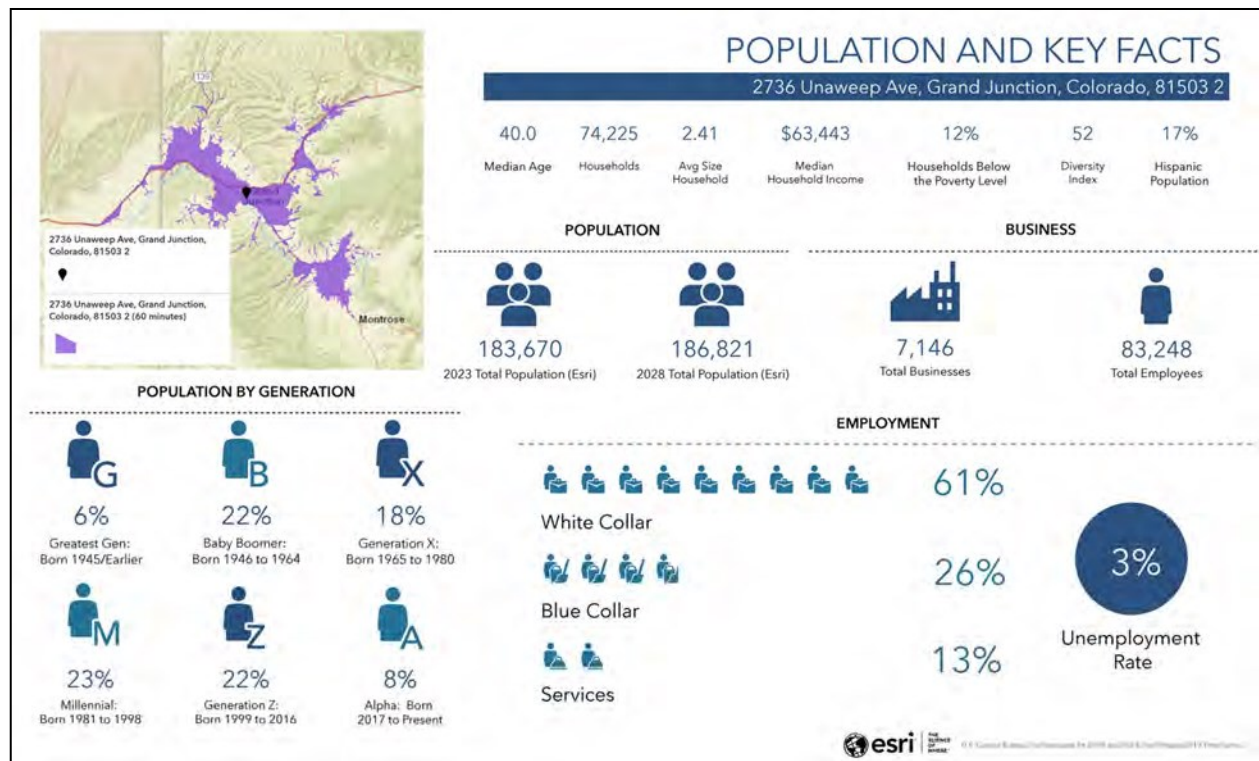 POPULATION AND KEY FACTS
2736 Unaweep Ave, Grand Junction, Colorado, 81503 2
139
2736 Unaweep Ave, Grand Junction,
Colorado, 81503 2
2736 Unaweep Ave, Grand Junction,
Colorado, 81503 2 (60 minutes)
Montrose
40.0
Median Age
74,225
Households
2.41
Avg Size
Household
$63,443
Median
Household Income
12%
Households Below
the Poverty Level
52
Diversity
Index
17%
Hispanic
Population
POPULATION
183,670
2023 Total Population (Esri)
186,821
2028 Total Population (Esri)
BUSINESS
7,146
Total Businesses
83,248
Total Employees
POPULATION BY GENERATION
G
6%
Greatest Gen:
Born 1945/Earlier
B
22%
Baby Boomer:
Born 1946 to 1964
X
18%
Generation X:
Born 1965 to 1980
M
23%
Millennial:
Born 1981 to 1998
Z
22%
Generation Z:
Born 1999 to 2016
A
8%
Alpha: Born
2017 to Present
EMPLOYMENT
61%
White Collar
26%
Blue Collar
13%
Services
3%
Unemployment
Rate
esri
THE
SCIENCE
OF
WHERE